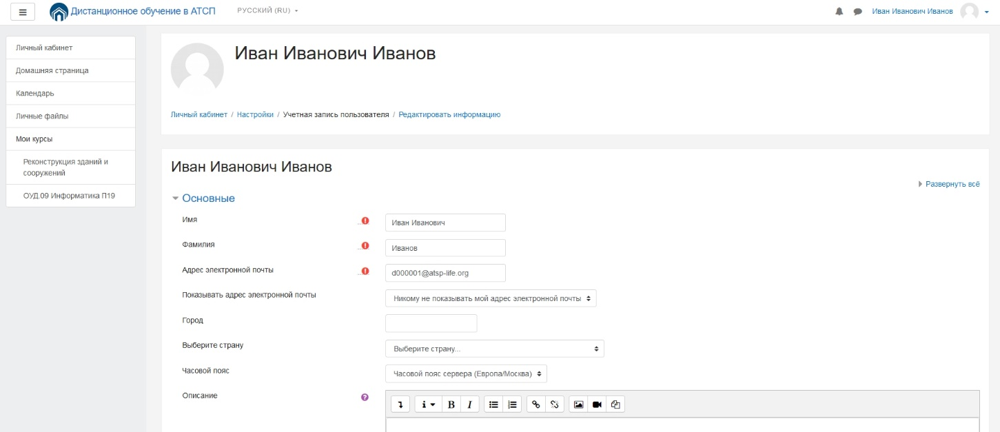 Дистанционное обучение в АТСП
РУССКИЙ (RU)
Иван Иванович Иванов
Личный кабинет
Домашняя страница
Календарь
Личные файлы
Мои курсы
Реконструкция зданий и
сооружений
ОУД.09 Информатика П19
Иван Иванович Иванов
Личный кабинет / Настройки / Учетная запись пользователя / Редактировать информацию
Иван Иванович Иванов
Развернуть всё
Основные
Имя
Иван Иванович
Фамилия
Иванов
Адрес электронной почты
d000001@atsp-life.org
Показывать адрес электронной почты
Никому не показывать мой адрес электронной почты
Город
Выберите страну
Выберите страну...
Часовой пояс
Часовой пояс сервера (Европа/Москва)
Описание